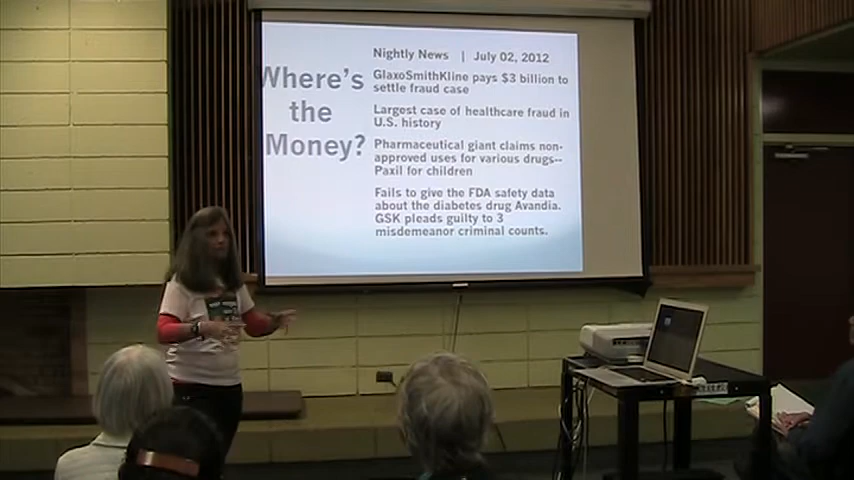 Where's
the
Money?
Nightly News | July 02, 2012
GlaxoSmithKline pays $3 billion to
settle fraud case
Largest case of healthcare fraud in
U.S. history
Pharmaceutical giant claims non-
approved uses for various drugs--
Paxil for children
Fails to give the FDA safety data
about the diabetes drug Avandia.
GSK pleads guilty to 3
misdemeanor criminal counts.